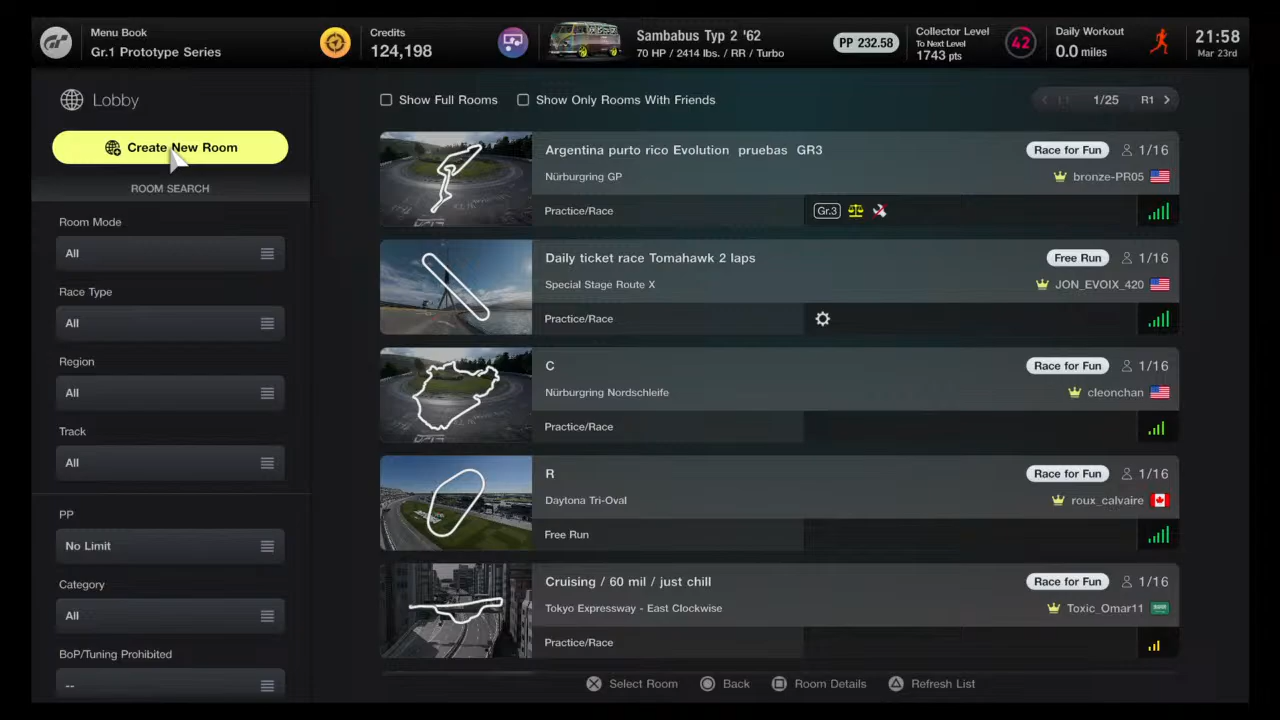 Menu Book
Gr.1 Prototype Series
Credits
124,198
Sambabus Typ 2 '62
70 HP / 2414 lbs. / RR / Turbo
PP 232.58
Collector Level
To Next Level
1743 pts
42
Daily Workout
0.0 miles
21:58
Mar 23rd
Lobby
Create New Room
ROOM SEARCH
Room Mode
All
Race Type
All
Region
All
Track
All
PP
No Limit
Category
All
BoP/Tuning Prohibited
--
Show Full Rooms
Show Only Rooms With Friends
L1 1/25 R1
Argentina purto rico Evolution pruebas GR3
Race for Fun 1/16
Nürburgring GP
bronze-PR05
Practice/Race
Gr.3
Daily ticket race Tomahawk 2 laps
Free Run 1/16
Special Stage Route X
JON_EVOIX_420
Practice/Race
C
Race for Fun 1/16
Nürburgring Nordschleife
cleonchan
Practice/Race
R
Race for Fun 1/16
Daytona Tri-Oval
roux_calvaire
Free Run
Cruising / 60 mil / just chill
Race for Fun 1/16
Tokyo Expressway - East Clockwise
Toxic_Omar11
Practice/Race
Select Room
Back
Room Details
Refresh List